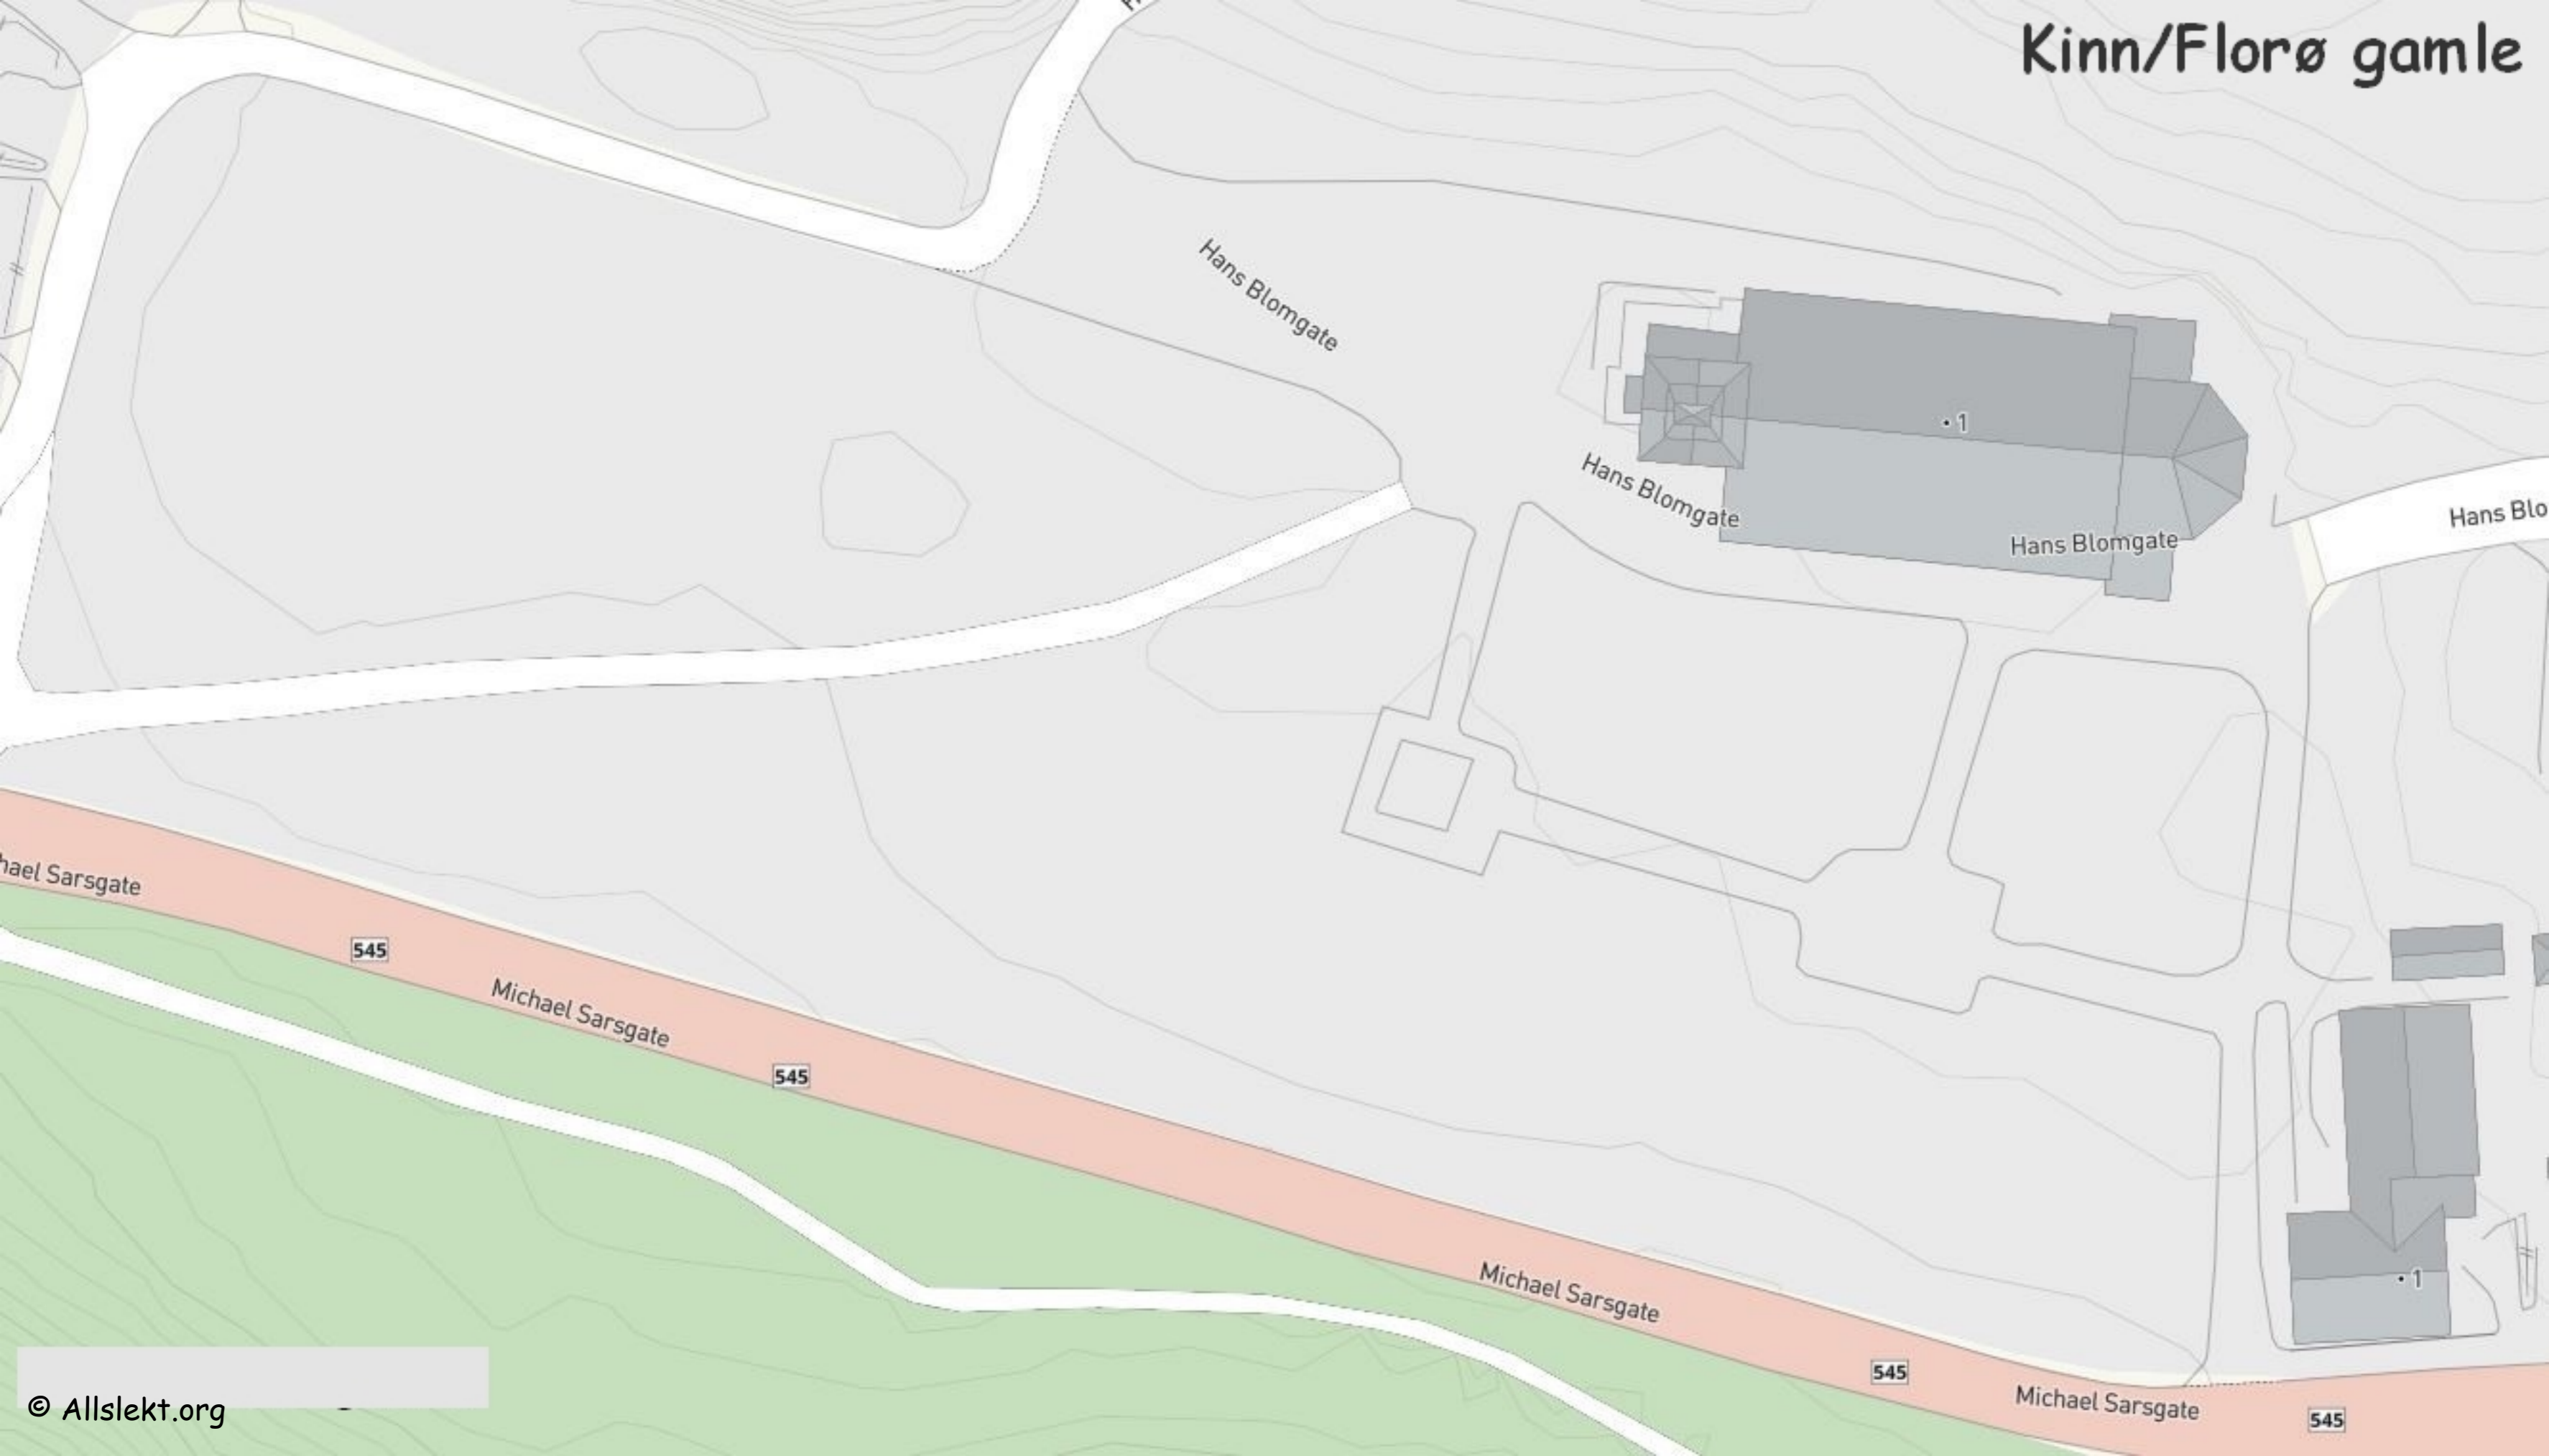 Kinn/Florø gamle
Hans Blomgate
1
Hans Blomgate
Hans Blomgate
Hans Blo
hael Sarsgate
545
Michael Sarsgate
545
1
Michael Sarsgate
545
Michael Sarsgate
545
© Allslekt.org